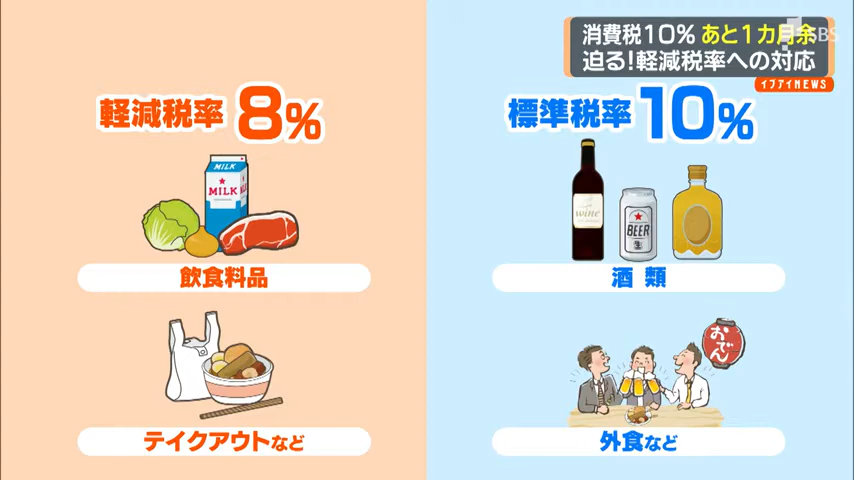 消費税10% あと1カ月余
迫る！軽減税率への対応
イブアイNEWS
軽減税率 8%
標準税率 10%
MILK
MILK
wine
BEER
飲食料品
酒類
おでん
テイクアウトなど
外食など